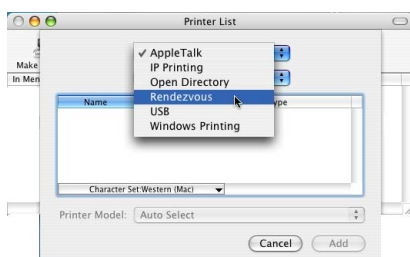 Printer List
Make
In Men
AppleTalk
IP Printing
Open Directory
Rendezvous
USB
Windows Printing
Name
ype
Character Set:Western (Mac)
Printer Model: Auto Select
Cancel Add